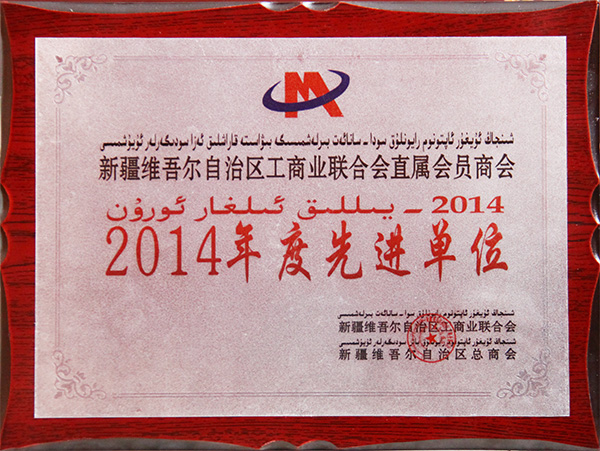 شىنجاڭ ئۇيغۇر ئاپتونوم رايونلۇق سودا - سانائەت بىرلەشمىسىگە بىۋاسىتە قاراشلىق ئەزا سودىگەرلەر ئۇيۇشمىسى
新疆维吾尔自治区工商业联合会直属会员商会
2014 - يىللىق ئىلغار ئورۇن
2014年度先进单位
شىنجاڭ ئۇيغۇر ئاپتونوم رايونلۇق سودا - سانائەت بىرلەشمىسى
新疆维吾尔自治区工商业联合会
شىنجاڭ ئۇيغۇر ئاپتونوم رايونلۇق باش سودىگەرلەر ئۇيۇشمىسى
新疆维吾尔自治区总商会